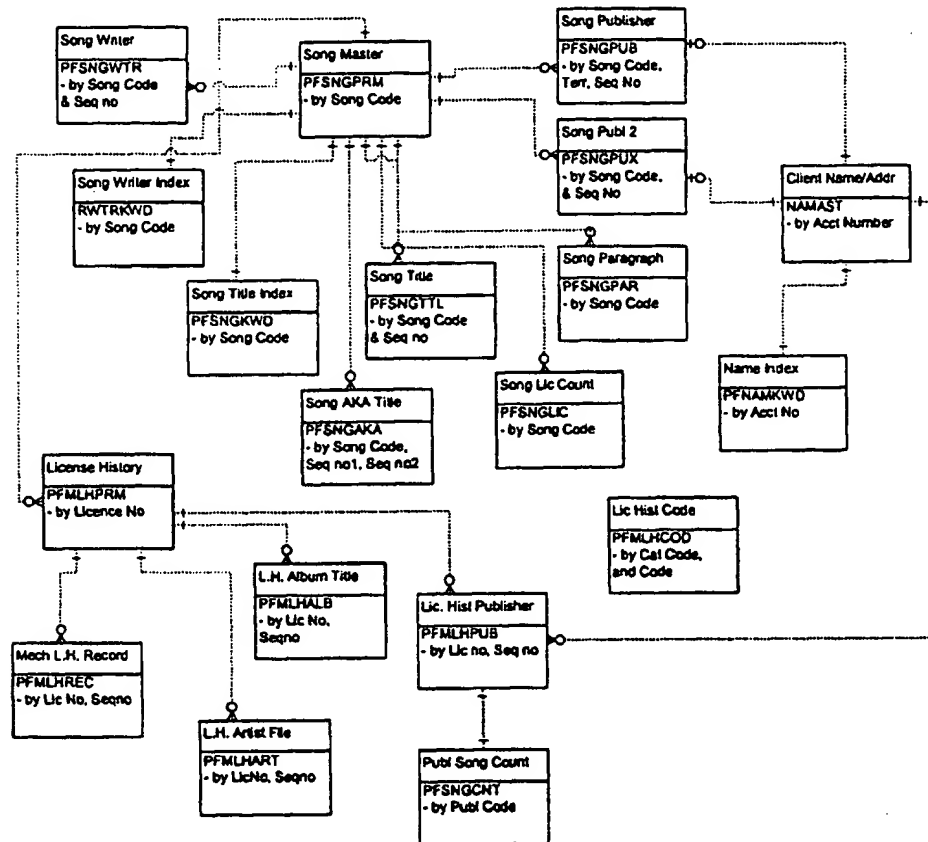 Song Writer
PFSNGWTR
- by Song Code
& Seq no
Song Master
PFSNGPRM
- by Song Code
Song Publisher
PFSNGPUB
- by Song Code,
Terr, Seq No
Song Publ 2
PFSNGPUX
- by Song Code,
& Seq No
Client Name/Addr
NAMAST
- by Acct Number
Song Writer Index
RWTRKWD
- by Song Code
Song Title Index
PFSNGKWD
- by Song Code
Song Title
PFSNGTTL
- by Song Code
& Seq no
Song Paragraph
PFSNGPAR
- by Song Code
Name Index
PFNAMKWD
- by Acct No
Song AKA Title
PFSNGAKA
- by Song Code,
Seq no1, Seq no2
Song Lic Count
PFSNGLIC
- by Song Code
License History
PFMLHPRM
- by Licence No
Lic Hist Code
PFMLHCOD
- by Cat Code,
and Code
L.H. Album Title
PFMLHALB
- by Lic No,
Seqno
Lic. Hist Publisher
PFMLHPUB
- by Lic no, Seq no
Mech L.H. Record
PFMLHREC
- by Lic No, Seqno
L.H. Artist File
PFMLHART
- by LicNo, Seqno
Publ Song Count
PFSNGCNT
- by Publ Code